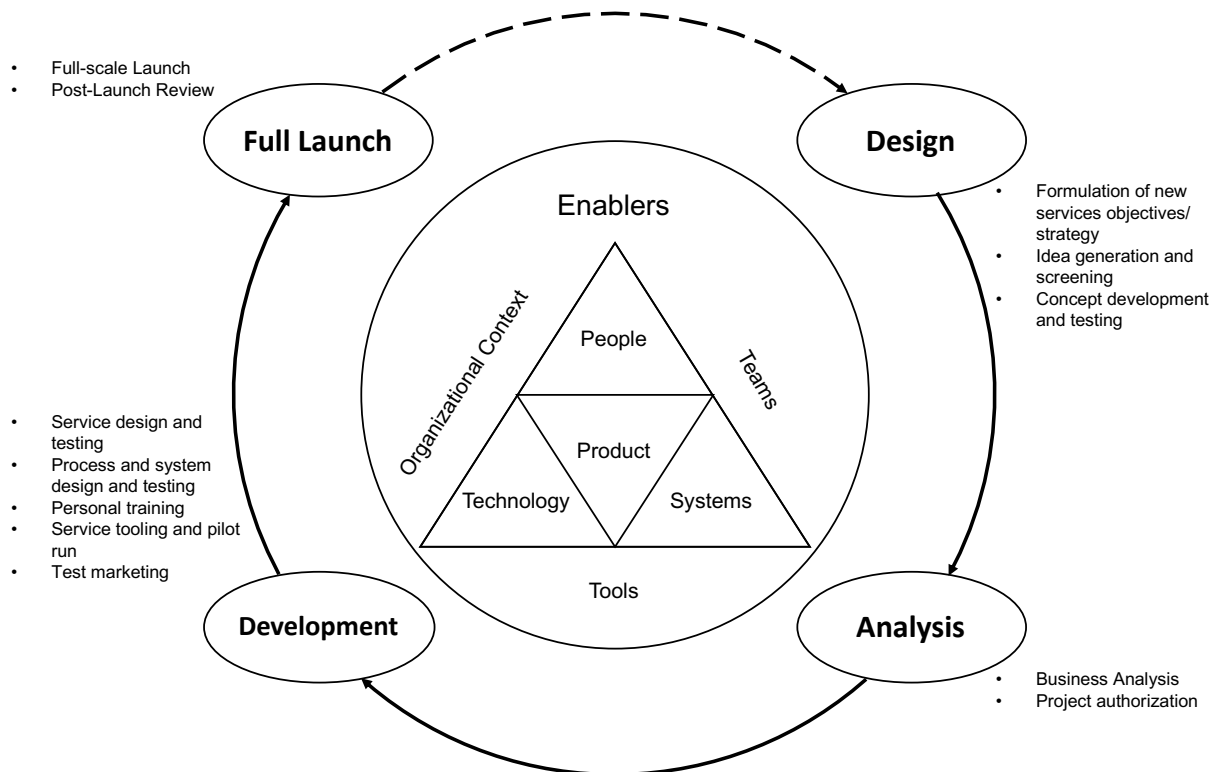 • Full-scale Launch
• Post-Launch Review
Full Launch
Design
• Formulation of new
services objectives/
strategy
• Idea generation and
screening
• Concept development
and testing
Enablers
Organizational Context
Teams
People
Product
Technology
Systems
Tools
• Service design and
testing
• Process and system
design and testing
• Personal training
• Service tooling and pilot
run
• Test marketing
Development
Analysis
• Business Analysis
• Project authorization